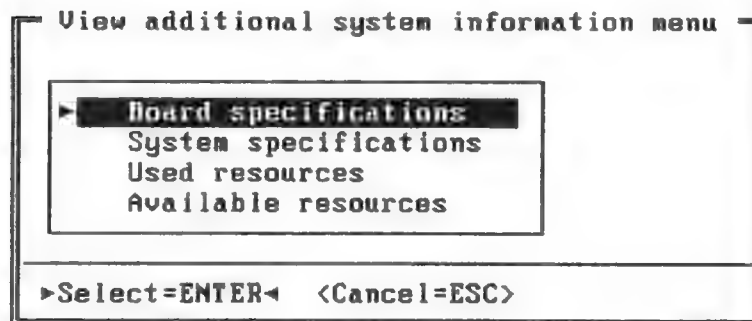 View additional system information menu
► Board specifications
System specifications
Used resources
Available resources
►Select=ENTER◄ <Cancel=ESC>